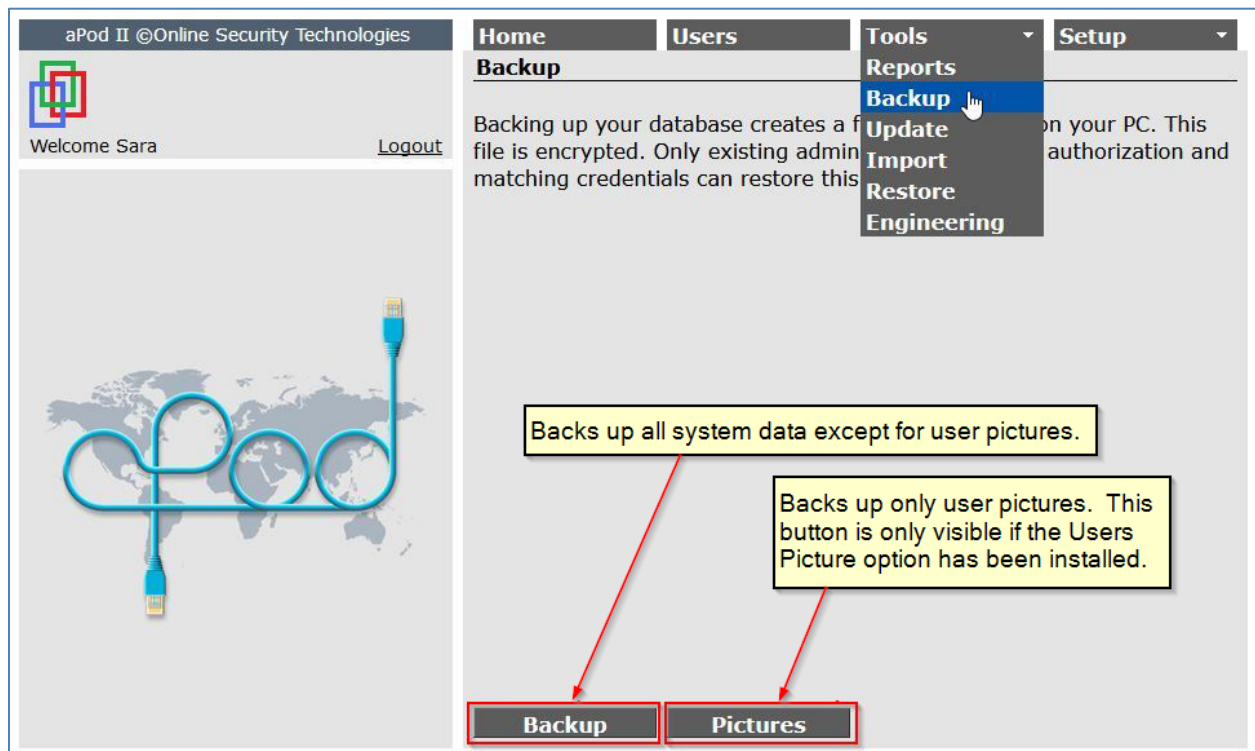 aPod II ©Online Security Technologies
Home Users Tools Setup
Welcome Sara Logout
Backup
Reports
Backup
Update
Import
Restore
Engineering
Backing up your database creates a f on your PC. This
file is encrypted. Only existing admin authorization and
matching credentials can restore this
aPod
Backs up all system data except for user pictures.
Backs up only user pictures. This
button is only visible if the Users
Picture option has been installed.
Backup Pictures